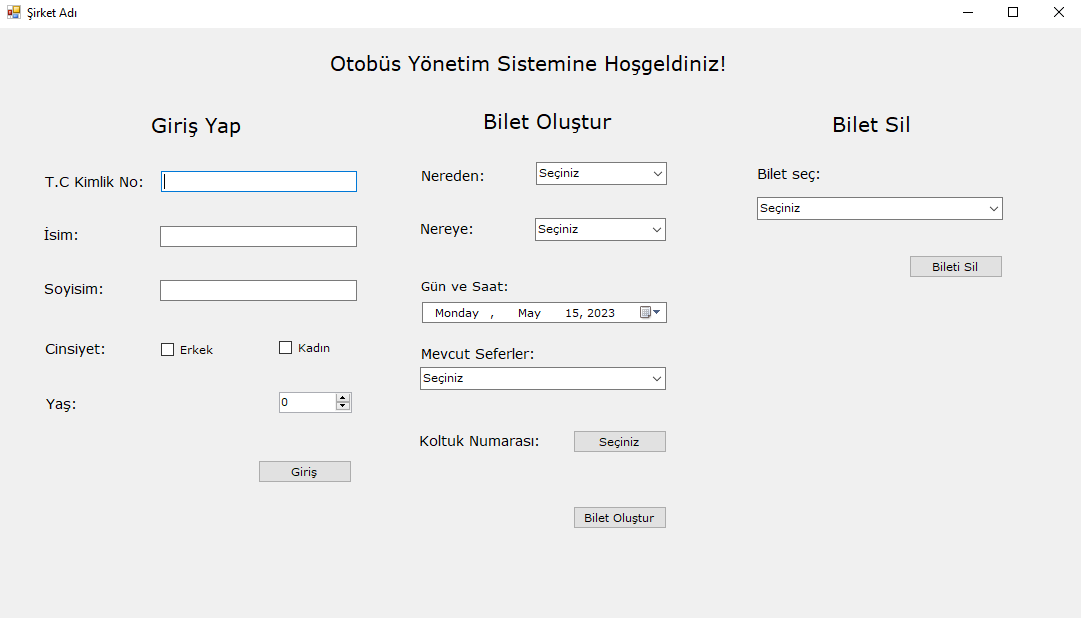 Şirket Adı
Otobüs Yönetim Sistemine Hoşgeldiniz!
Giriş Yap
T.C Kimlik No:
İsim:
Soyisim:
Cinsiyet:
Erkek
Kadın
Yaş:
0
Giriş
Bilet Oluştur
Nereden:
Seçiniz
Nereye:
Seçiniz
Gün ve Saat:
Monday , May 15, 2023
Mevcut Seferler:
Seçiniz
Koltuk Numarası:
Seçiniz
Bilet Oluştur
Bilet Sil
Bilet seç:
Seçiniz
Bileti Sil